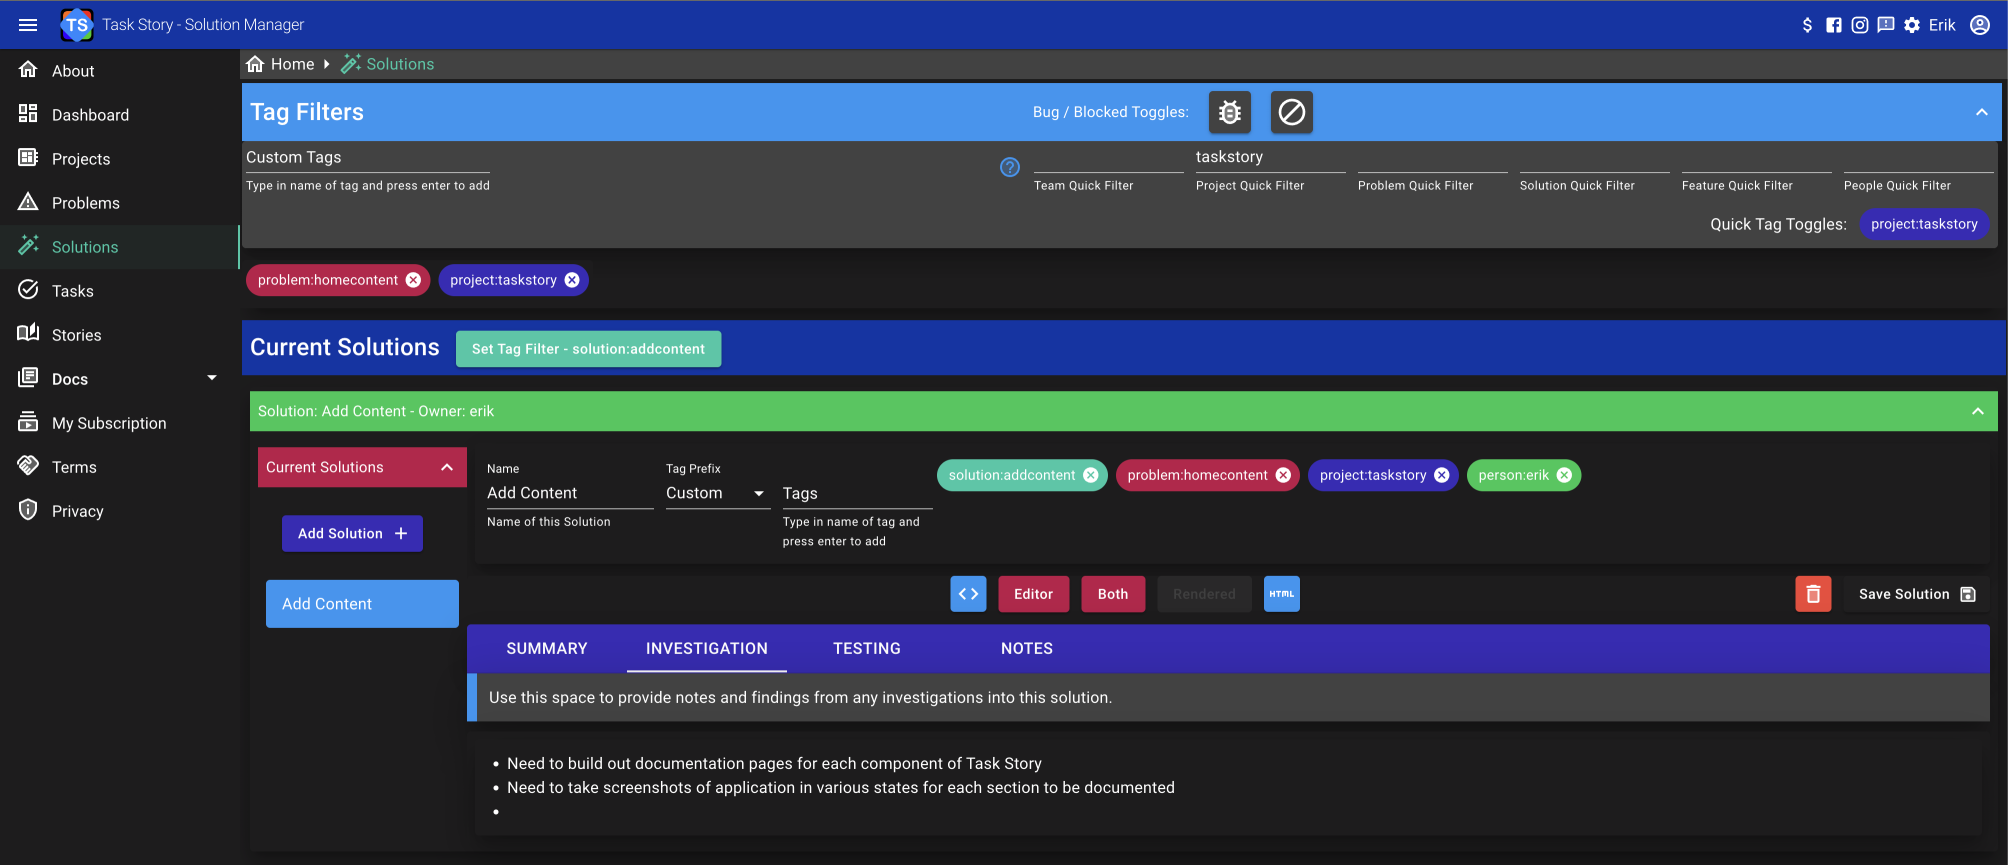 TS Task Story - Solution Manager
Erik
About
Dashboard
Projects
Problems
Solutions
Tasks
Stories
Docs
My Subscription
Terms
Privacy
Home Solutions
Tag Filters
Bug / Blocked Toggles:
Custom Tags
Type in name of tag and press enter to add
?
Team Quick Filter
taskstory
Project Quick Filter
Problem Quick Filter
Solution Quick Filter
Feature Quick Filter
People Quick Filter
Quick Tag Toggles: project:taskstory
problem:homecontent project:taskstory
Current Solutions
Set Tag Filter - solution:addcontent
Solution: Add Content - Owner: erik
Current Solutions
Add Solution +
Add Content
Name
Add Content
Name of this Solution
Tag Prefix
Custom
Tags
Type in name of tag and
press enter to add
solution:addcontent problem:homecontent project:taskstory person:erik
<> Editor Both Rendered HTML
Save Solution
SUMMARY INVESTIGATION TESTING NOTES
Use this space to provide notes and findings from any investigations into this solution.
• Need to build out documentation pages for each component of Task Story
• Need to take screenshots of application in various states for each section to be documented
•